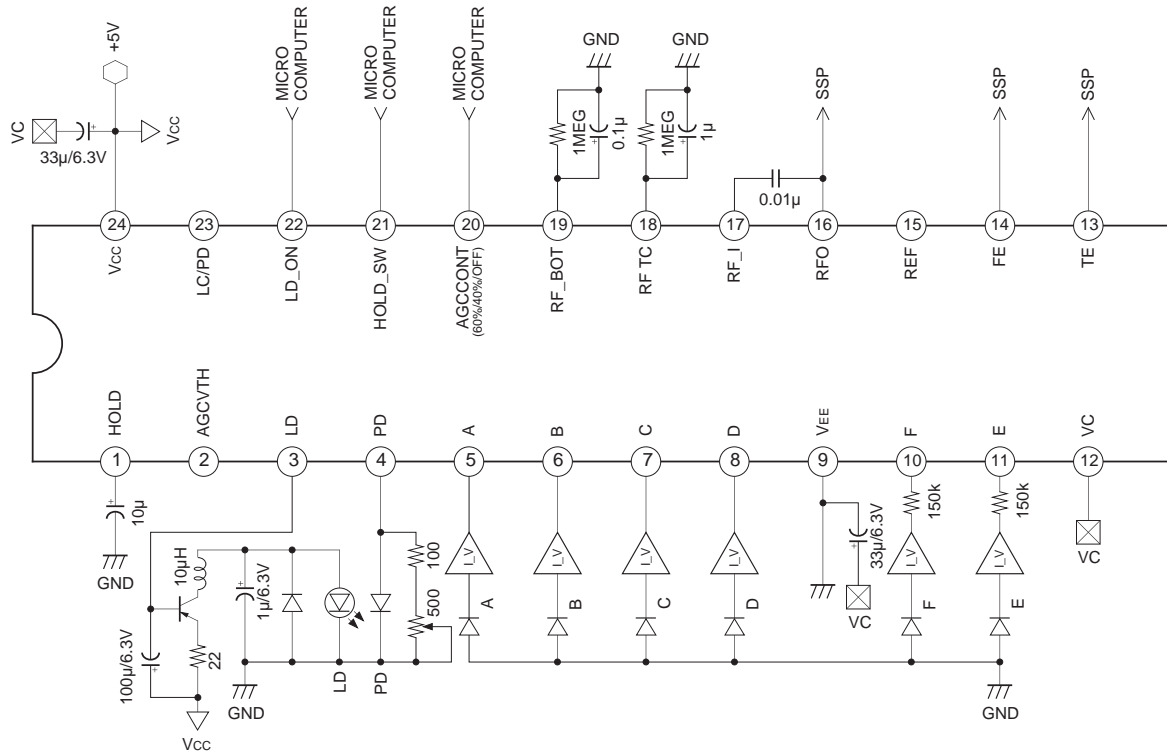 +5V
VC
33µ/6.3V
Vcc
MICRO
COMPUTER
MICRO
COMPUTER
MICRO
COMPUTER
GND
1MEG
0.1µ
GND
1MEG
1µ
0.01µ
SSP
SSP
SSP
24
23
22
21
20
19
18
17
16
15
14
13
Vcc
LC/PD
LD_ON
HOLD_SW
AGCCONT
(60%/40%/OFF)
RF_BOT
RF TC
RF_I
RFO
REF
FE
TE
HOLD
AGCVTH
LD
PD
A
B
C
D
VEE
F
E
VC
1
2
3
4
5
6
7
8
9
10
11
12
10µ
GND
10µH
100µ/6.3V
22
Vcc
1µ/6.3V
GND
LD
PD
100
500
I_V
I_V
I_V
I_V
I_V
I_V
A
B
C
D
33µ/6.3V
VC
150k
150k
F
E
GND
VC